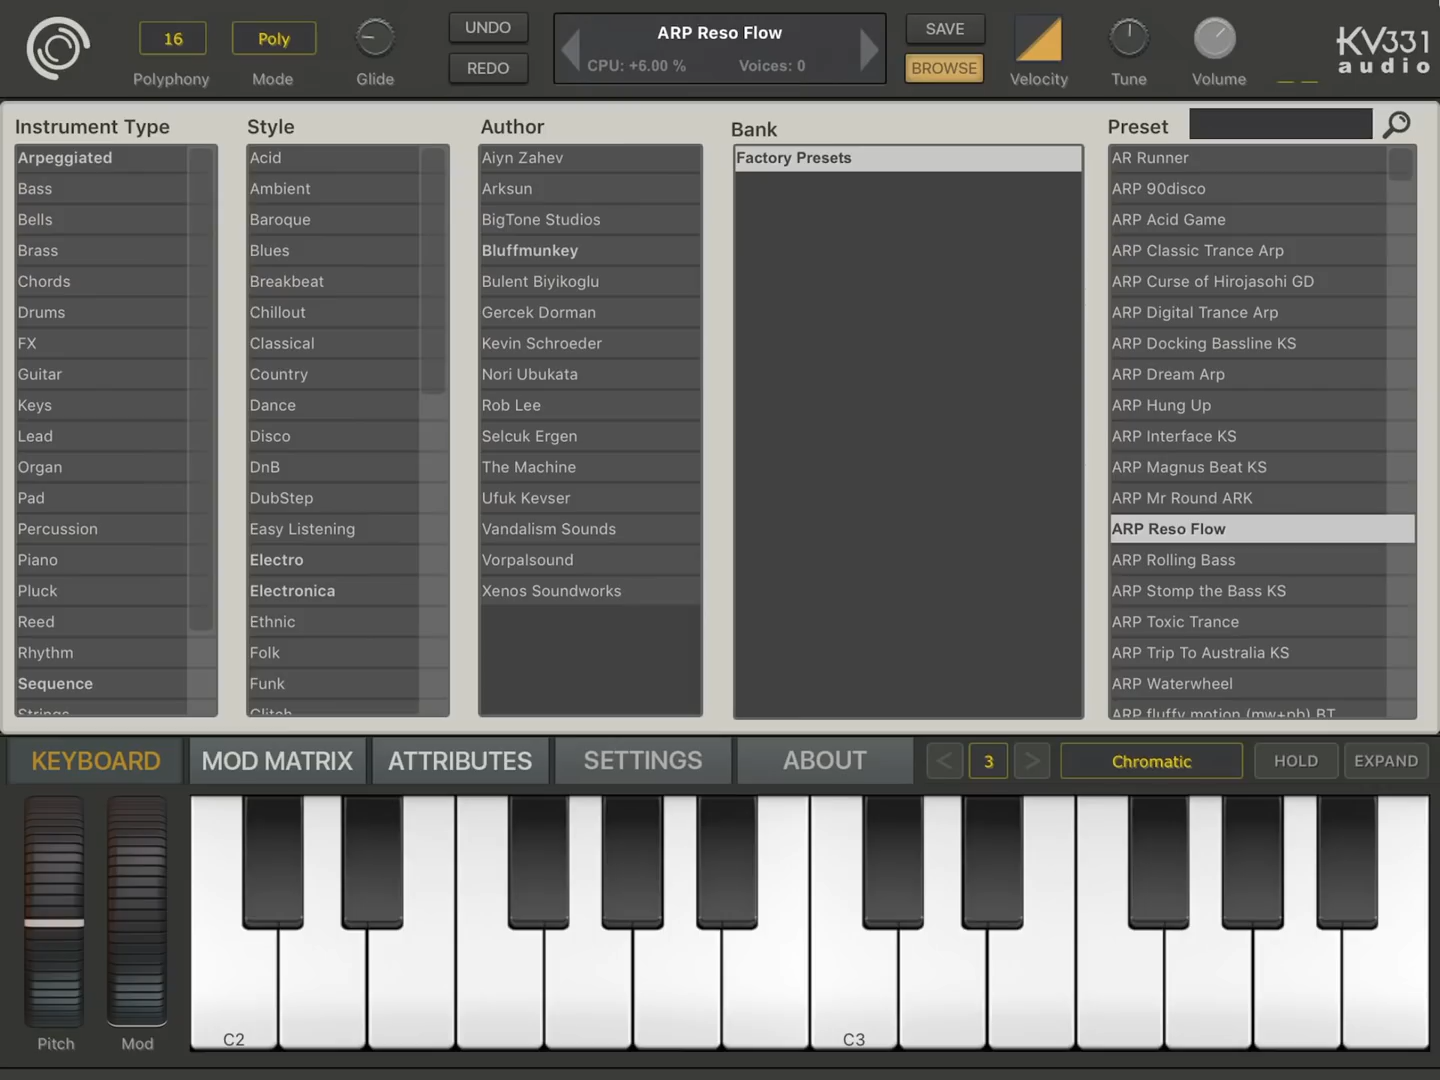 16
Polyphony
Poly
Mode
Glide
UNDO
REDO
ARP Reso Flow
CPU: +6.00 %
Voices: 0
SAVE
BROWSE
Velocity
Tune
Volume
KV331
audio
Instrument Type
Arpeggiated
Bass
Bells
Brass
Chords
Drums
FX
Guitar
Keys
Lead
Organ
Pad
Percussion
Piano
Pluck
Reed
Rhythm
Sequence
Strings
Style
Acid
Ambient
Baroque
Blues
Breakbeat
Chillout
Classical
Country
Dance
Disco
DnB
DubStep
Easy Listening
Electro
Electronica
Ethnic
Folk
Funk
Glitch
Author
Aiyn Zahev
Arksun
BigTone Studios
Bluffmunkey
Bulent Biyikoglu
Gercek Dorman
Kevin Schroeder
Nori Ubukata
Rob Lee
Selcuk Ergen
The Machine
Ufuk Kevser
Vandalism Sounds
Vorpalsound
Xenos Soundworks
Bank
Factory Presets
Preset
AR Runner
ARP 90disco
ARP Acid Game
ARP Classic Trance Arp
ARP Curse of Hirojasohi GD
ARP Digital Trance Arp
ARP Docking Bassline KS
ARP Dream Arp
ARP Hung Up
ARP Interface KS
ARP Magnus Beat KS
ARP Mr Round ARK
ARP Reso Flow
ARP Rolling Bass
ARP Stomp the Bass KS
ARP Toxic Trance
ARP Trip To Australia KS
ARP Waterwheel
ARP fluffy motion (mw+pb) BT
KEYBOARD
MOD MATRIX
ATTRIBUTES
SETTINGS
ABOUT
<
3
>
Chromatic
HOLD
EXPAND
Pitch
Mod
C2
C3